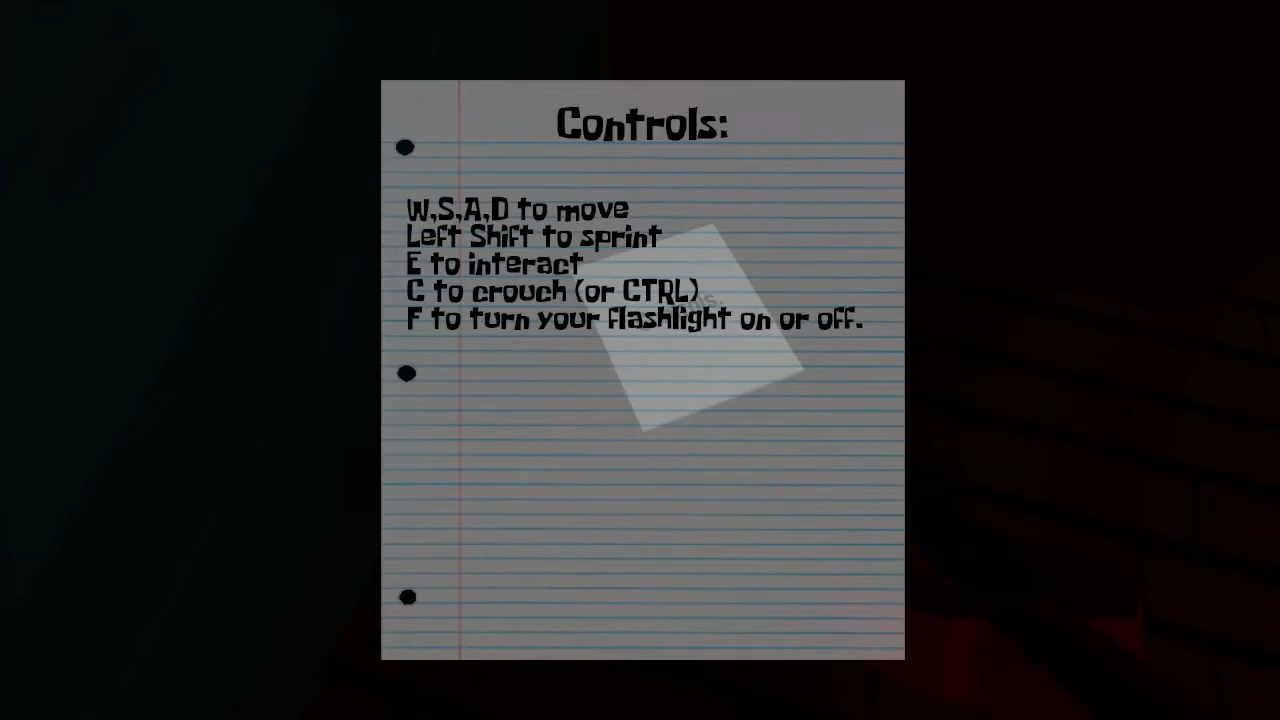 Controls:
W,S,A,D to move
Left Shift to sprint
E to interact
C to crouch (or CTRL)
F to turn your flashlight on or off.